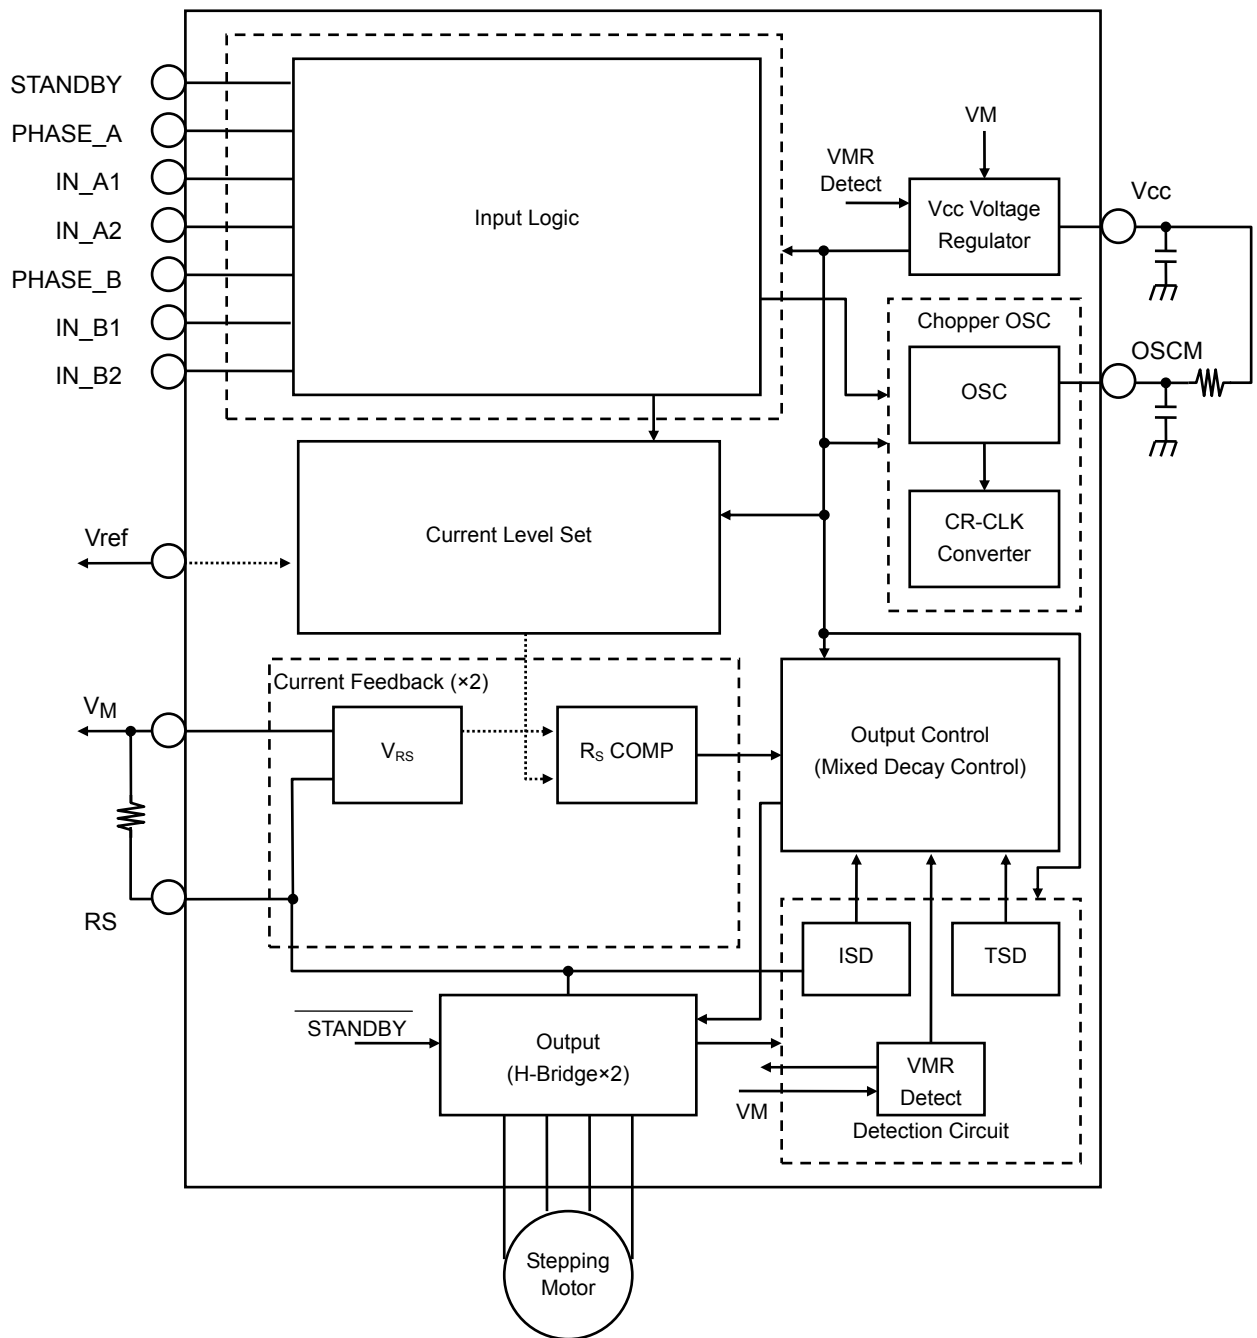 STANDBY
PHASE_A
IN_A1
IN_A2
PHASE_B
IN_B1
IN_B2
Input Logic
VM
VMR
Detect
Vcc Voltage
Regulator
Vcc
Chopper OSC
OSC
OSCM
CR-CLK
Converter
Current Level Set
Vref
Current Feedback (×2)
VM
VRS
RS COMP
Output Control
(Mixed Decay Control)
RS
ISD
TSD
STANDBY
Output
(H-Bridge×2)
VMR
Detect
VM
Detection Circuit
Stepping
Motor